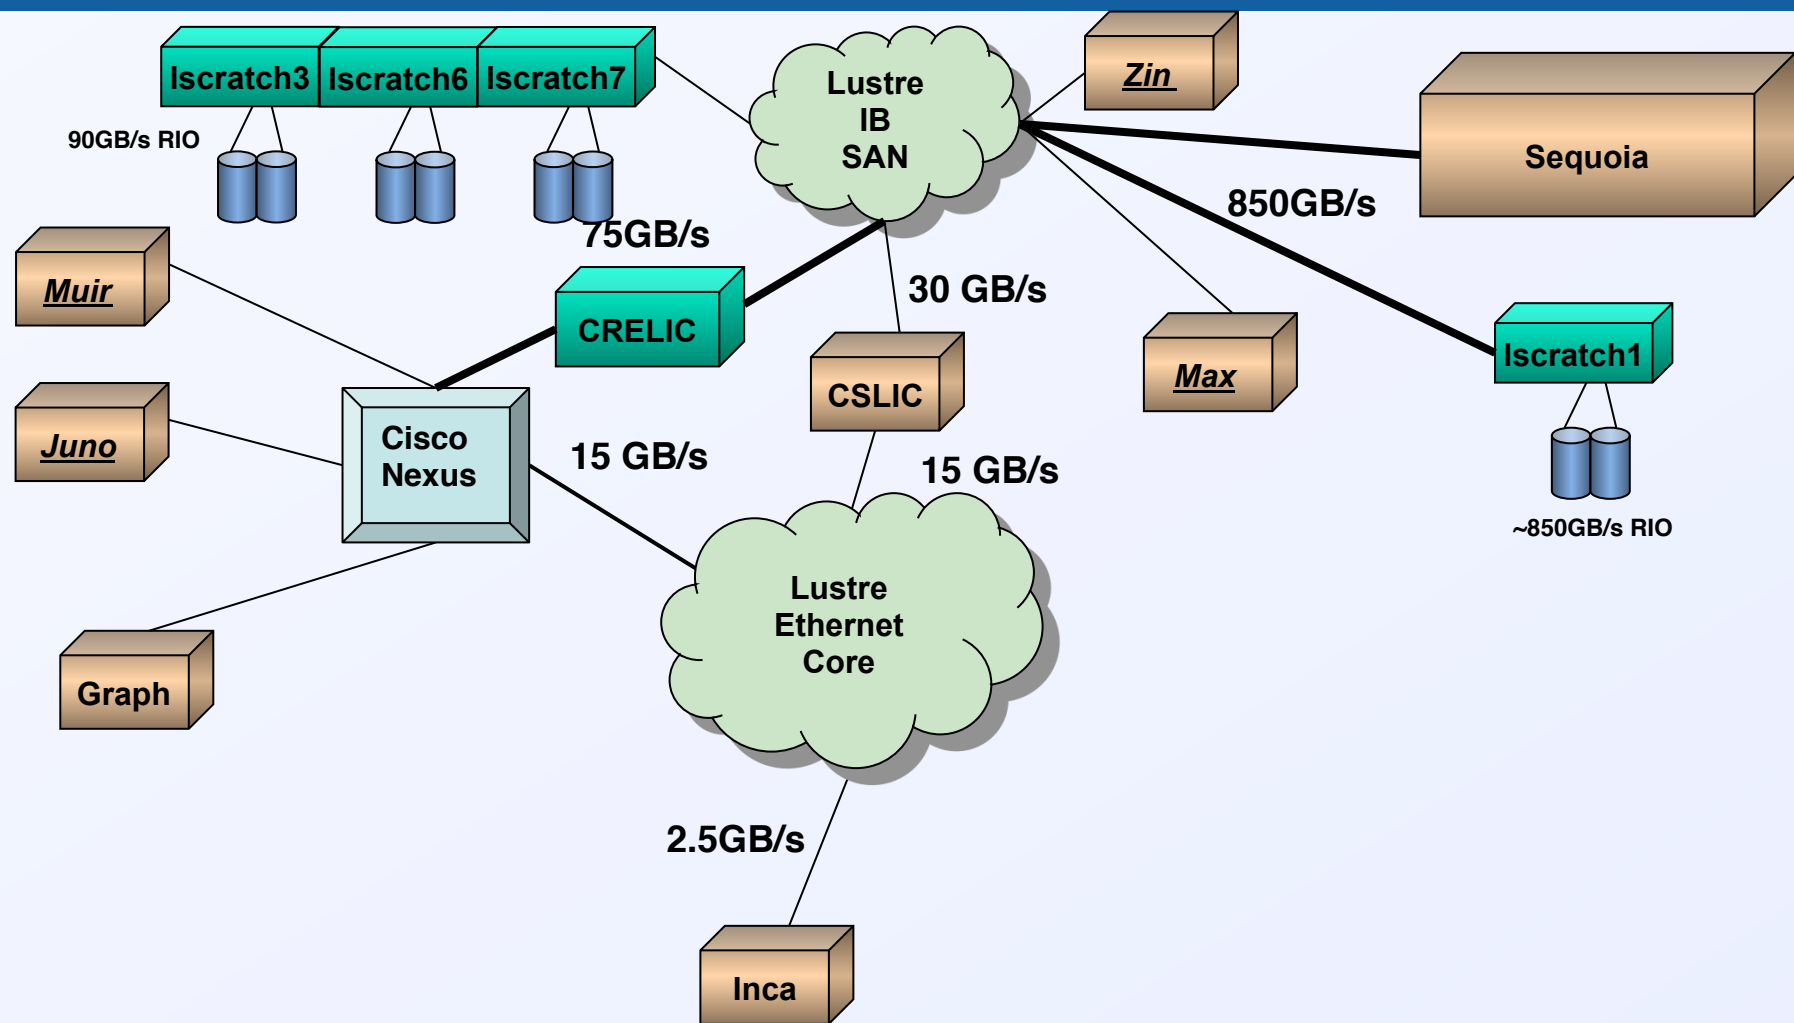 lscratch3 lscratch6 lscratch7
Lustre
IB
SAN
Zin
Sequoia
90GB/s RIO
850GB/s
75GB/s
Muir
30 GB/s
CRELIC
lscratch1
Max
CSLIC
Juno
Cisco
Nexus
15 GB/s
15 GB/s
~850GB/s RIO
Lustre
Ethernet
Core
Graph
2.5GB/s
Inca